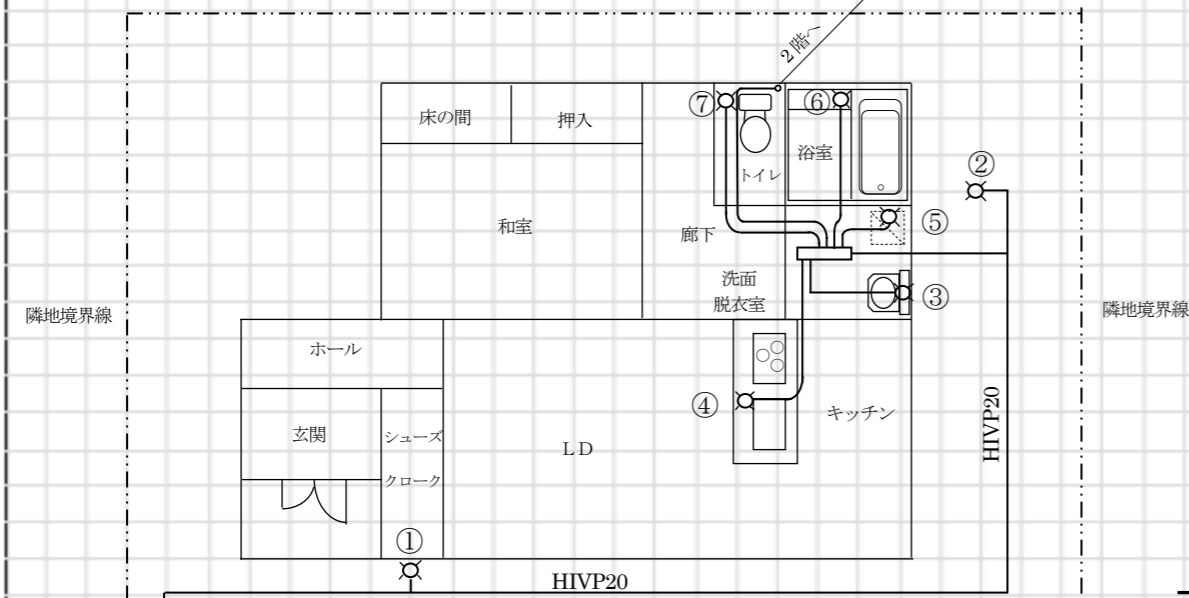 2階へ
⑦
⑥
床の間
押入
浴室
②
トイレ
和室
⑤
廊下
洗面
脱衣室
③
隣地境界線
隣地境界線
ホール
④
キッチン
HIVP20
玄関
シューズ
クローク
LD
①
HIVP20